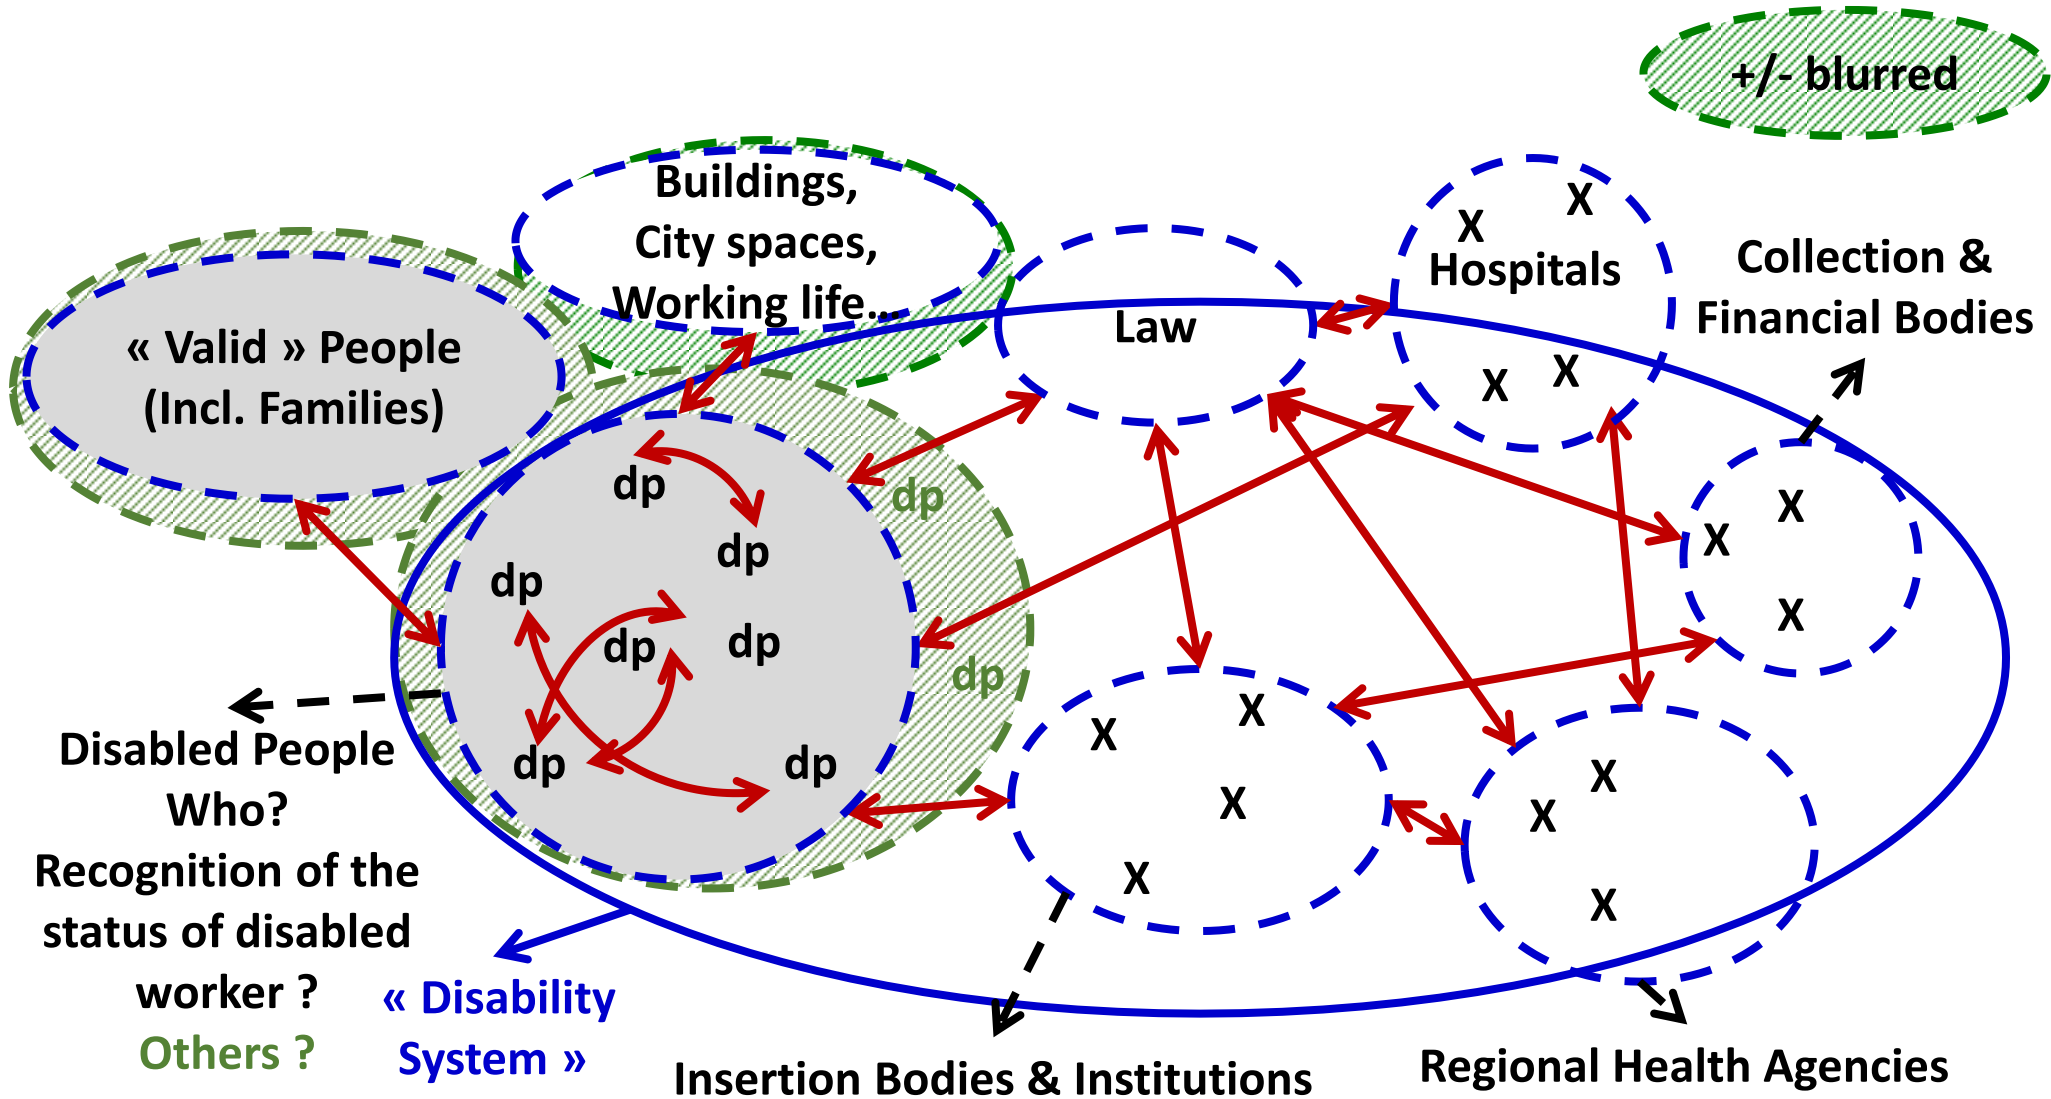 +/- blurred
Buildings,
City spaces,
Working life...
« Valid » People
(Incl. Families)
Law
X
X
Hospitals
X
X
Collection &
Financial Bodies
X
X
X
dp
dp
dp
dp
dp
dp
dp
dp
dp
X
X
X
X
X
X
X
Disabled People
Who?
Recognition of the
status of disabled
worker ?
Others ?
« Disability
System »
Insertion Bodies & Institutions
Regional Health Agencies